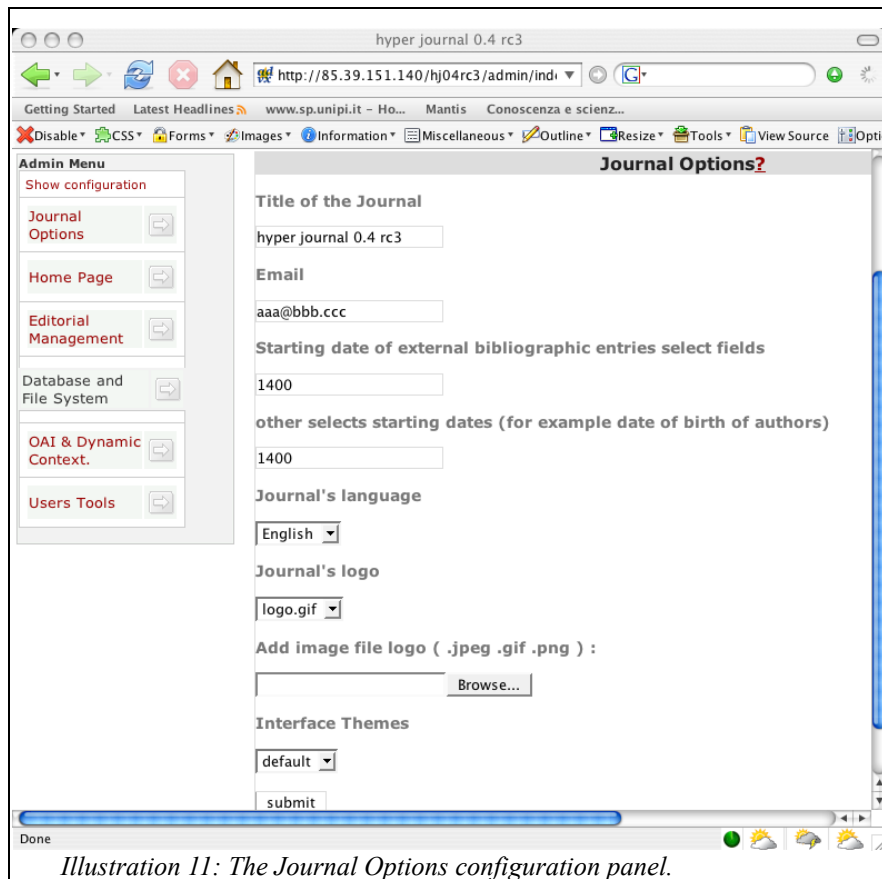 hyper journal 0.4 rc3
http://85.39.151.140/hj04rc3/admin/ind
G
Getting Started Latest Headlines www.sp.unipi.it – Ho... Mantis Conoscenza e scienz...
Disable CSS Forms Images Information Miscellaneous Outline Resize Tools View Source Opti
Admin Menu
Show configuration
Journal
Options
Home Page
Editorial
Management
Database and
File System
OAI & Dynamic
Context.
Users Tools
Journal Options?
Title of the Journal
hyper journal 0.4 rc3
Email
aaa@bbb.ccc
Starting date of external bibliographic entries select fields
1400
other selects starting dates (for example date of birth of authors)
1400
Journal's language
English
Journal's logo
logo.gif
Add image file logo ( .jpeg .gif .png ) :
Browse...
Interface Themes
default
submit
Done
Illustration 11: The Journal Options configuration panel.